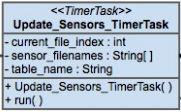 <<TimerTask>>
Update_Sensors_TimerTask
- current_file_index : int
- sensor_filenames : String[ ]
- table_name : String
+ Update_Sensors_TimerTask( )
+ run( )